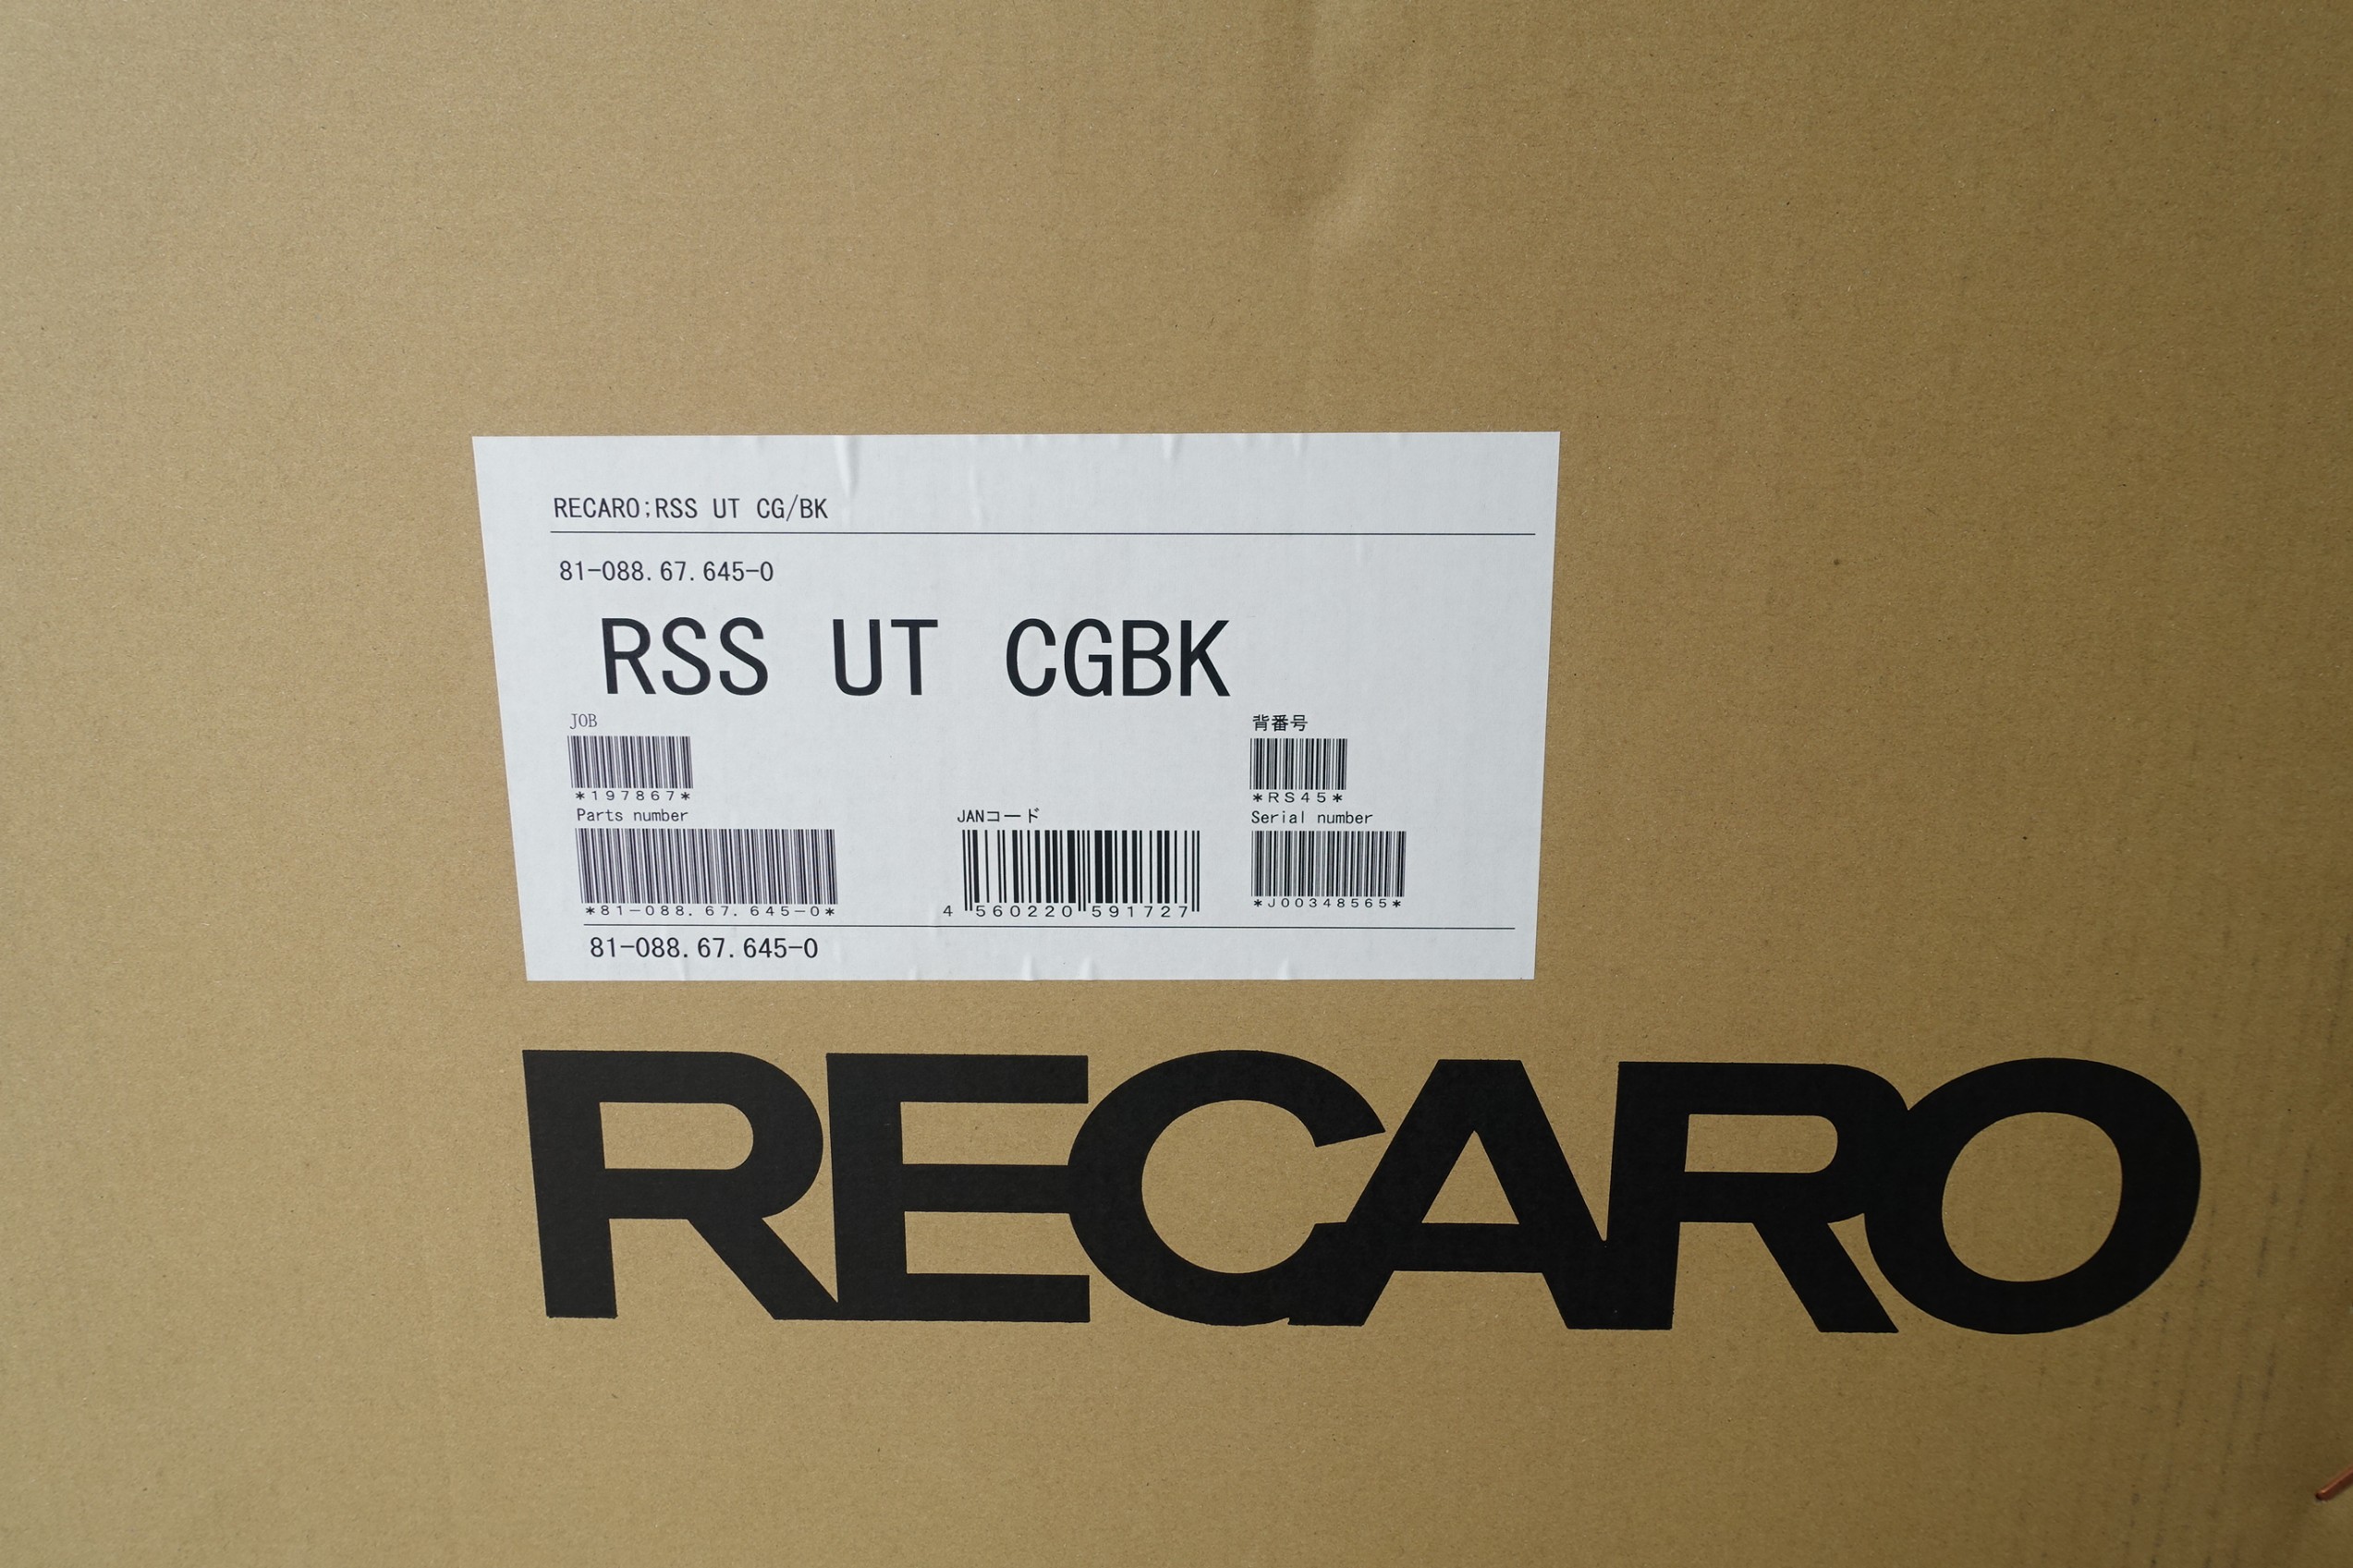 RECARO;RSS UT CG/BK
81-088.67.645-0
RSS UT CGBK
JOB
*197867*
背番号
*RS45*
Parts number
*81-088.67.645-0*
JANコード
4 560220 591727
Serial number
*J00348565*
81-088.67.645-0
RECARO